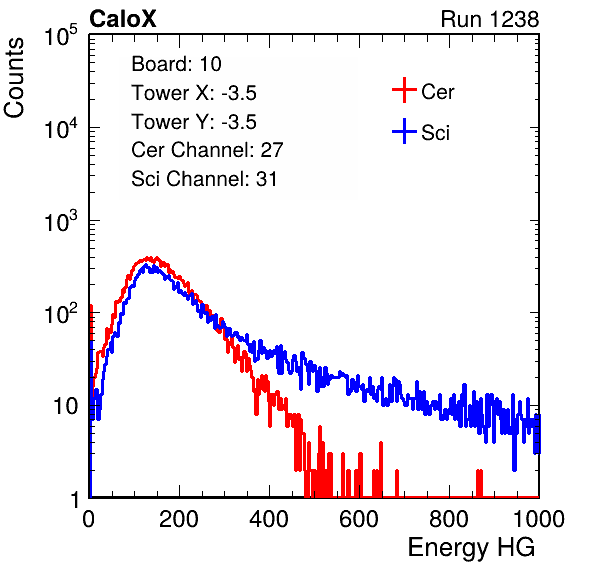 CaloX Run 1238
Counts
10^5
10^4
10^3
10^2
10
1
Board: 10
Tower X: -3.5
Tower Y: -3.5
Cer Channel: 27
Sci Channel: 31
Cer
Sci
0 200 400 600 800 1000
Energy HG